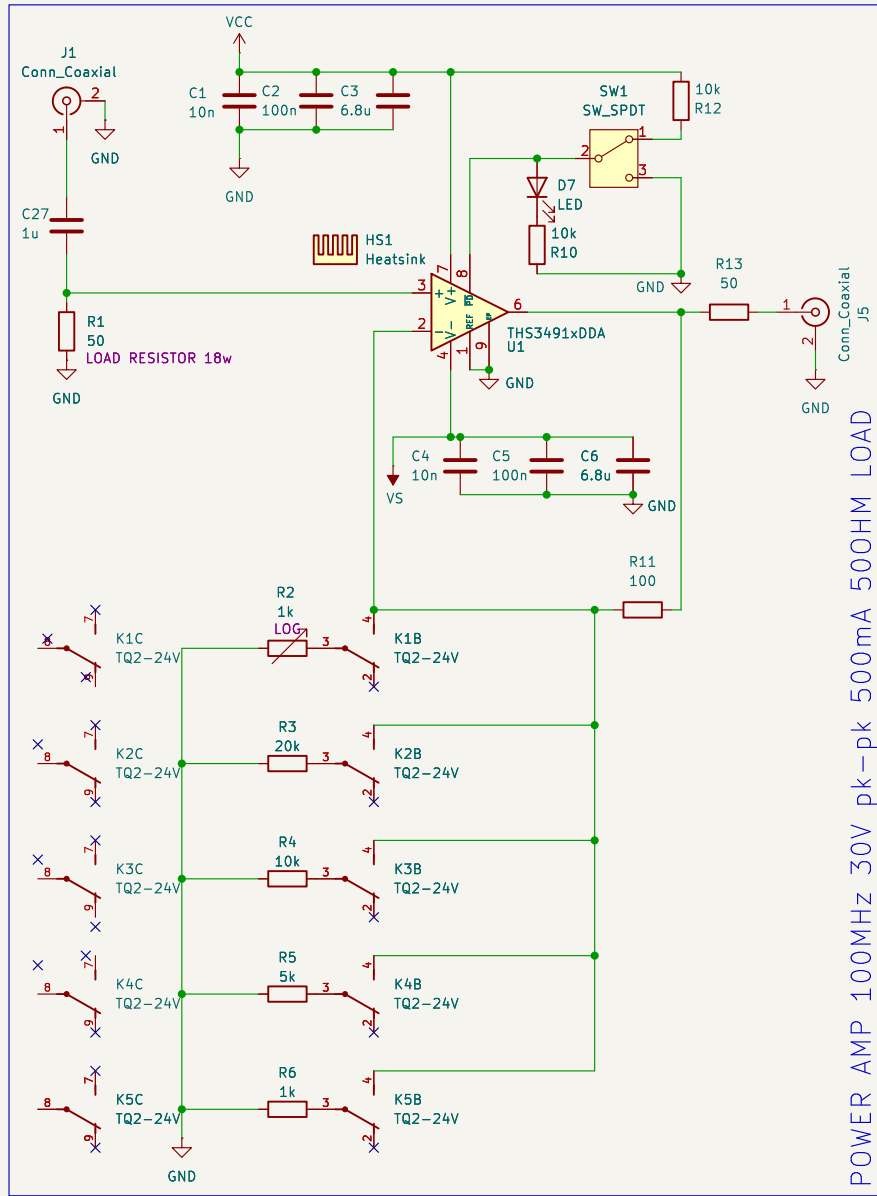 VCC
J1
Conn_Coaxial
2
1
GND
C1
10n
C2
100n
C3
6.8u
GND
10k
R12
SW1
SW_SPDT
2
1
3
D7
LED
10k
R10
GND
C27
1u
HS1
Heatsink
R1
50
LOAD RESISTOR 18w
GND
3
2
7
8
6
4
1
9
+
-
V+
V-
PD
REF
THS3491xDDA
U1
GND
R13
50
1
2
Conn_Coaxial
J5
GND
C4
10n
C5
100n
C6
6.8u
VS
GND
R11
100
R2
1k
LOG
3
4
2
K1B
TQ2-24V
7
8
9
K1C
TQ2-24V
R3
20k
3
4
2
K2B
TQ2-24V
7
8
9
K2C
TQ2-24V
R4
10k
3
4
2
K3B
TQ2-24V
7
8
9
K3C
TQ2-24V
R5
5k
3
4
2
K4B
TQ2-24V
7
8
9
K4C
TQ2-24V
R6
1k
3
4
2
K5B
TQ2-24V
7
8
9
K5C
TQ2-24V
GND
POWER AMP 100MHz 30V pk-pk 500mA 50OHM LOAD